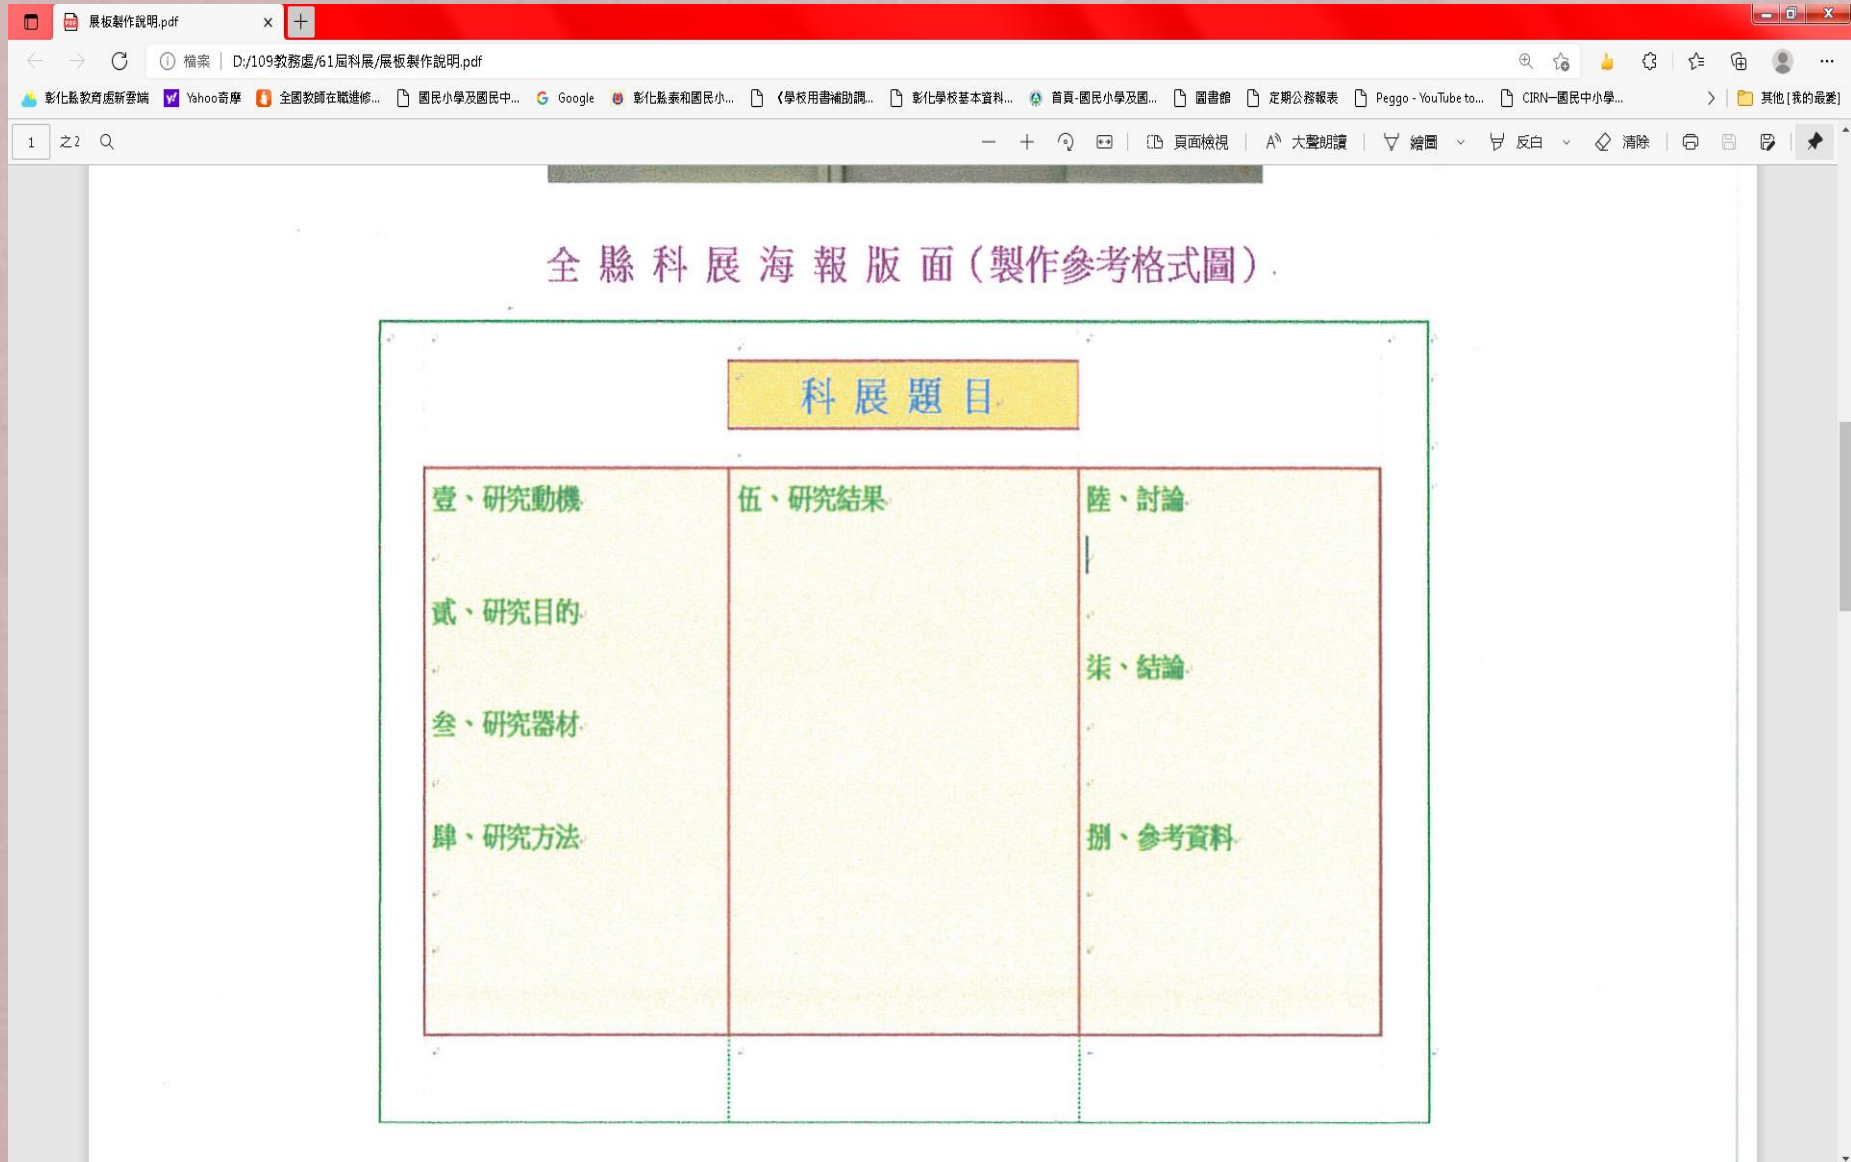 展板製作說明.pdf
檔案 D:/109教務處/61屆科展/展板製作說明.pdf
彰化縣教育處新雲端 Yahoo奇摩 全國教師在職進修... 國民小學及國民中... Google 彰化縣素和國民小... 《學校用書補助調... 彰化學校基本資料... 首頁-國民小學及國... 圖書館 定期公務報表 Peggo - YouTube to... CIRN─國民中小學... 其他 [我的最愛]
1 之2 頁面檢視 大聲朗讀 繪圖 反白 清除
全縣科展海報版面(製作參考格式圖)
科展題目
壹、研究動機
貳、研究目的
叁、研究器材
肆、研究方法
伍、研究結果
陸、討論
柒、結論
捌、參考資料